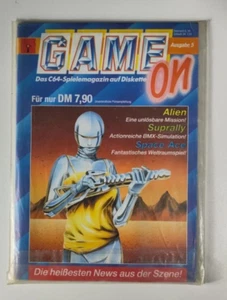 GAME on
Ausgabe 3
Das C64-Spielemagazin auf Diskette
Für nur DM 7,90
Alien
Eine unlösbare Mission!
Suprally
Actionreiche BMX-Simulation!
Space Ace
Fantastisches Weltraumspiel!
Die heißesten News aus der Szene!